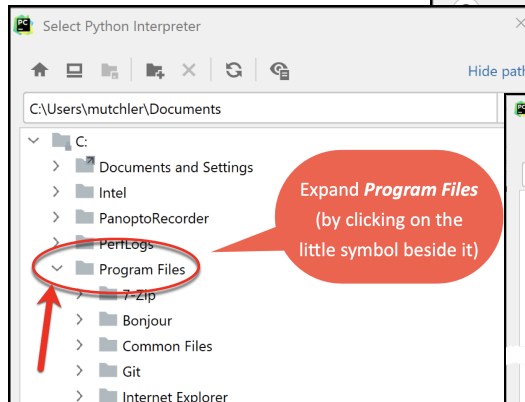 PC
Select Python Interpreter
Hide path
C:\Users\mutchler\Documents
C:
Documents and Settings
Intel
PanoptoRecorder
PerfLogs
Program Files
7-Zip
Bonjour
Common Files
Git
Internet Explorer
Expand Program Files
(by clicking on the
little symbol beside it)